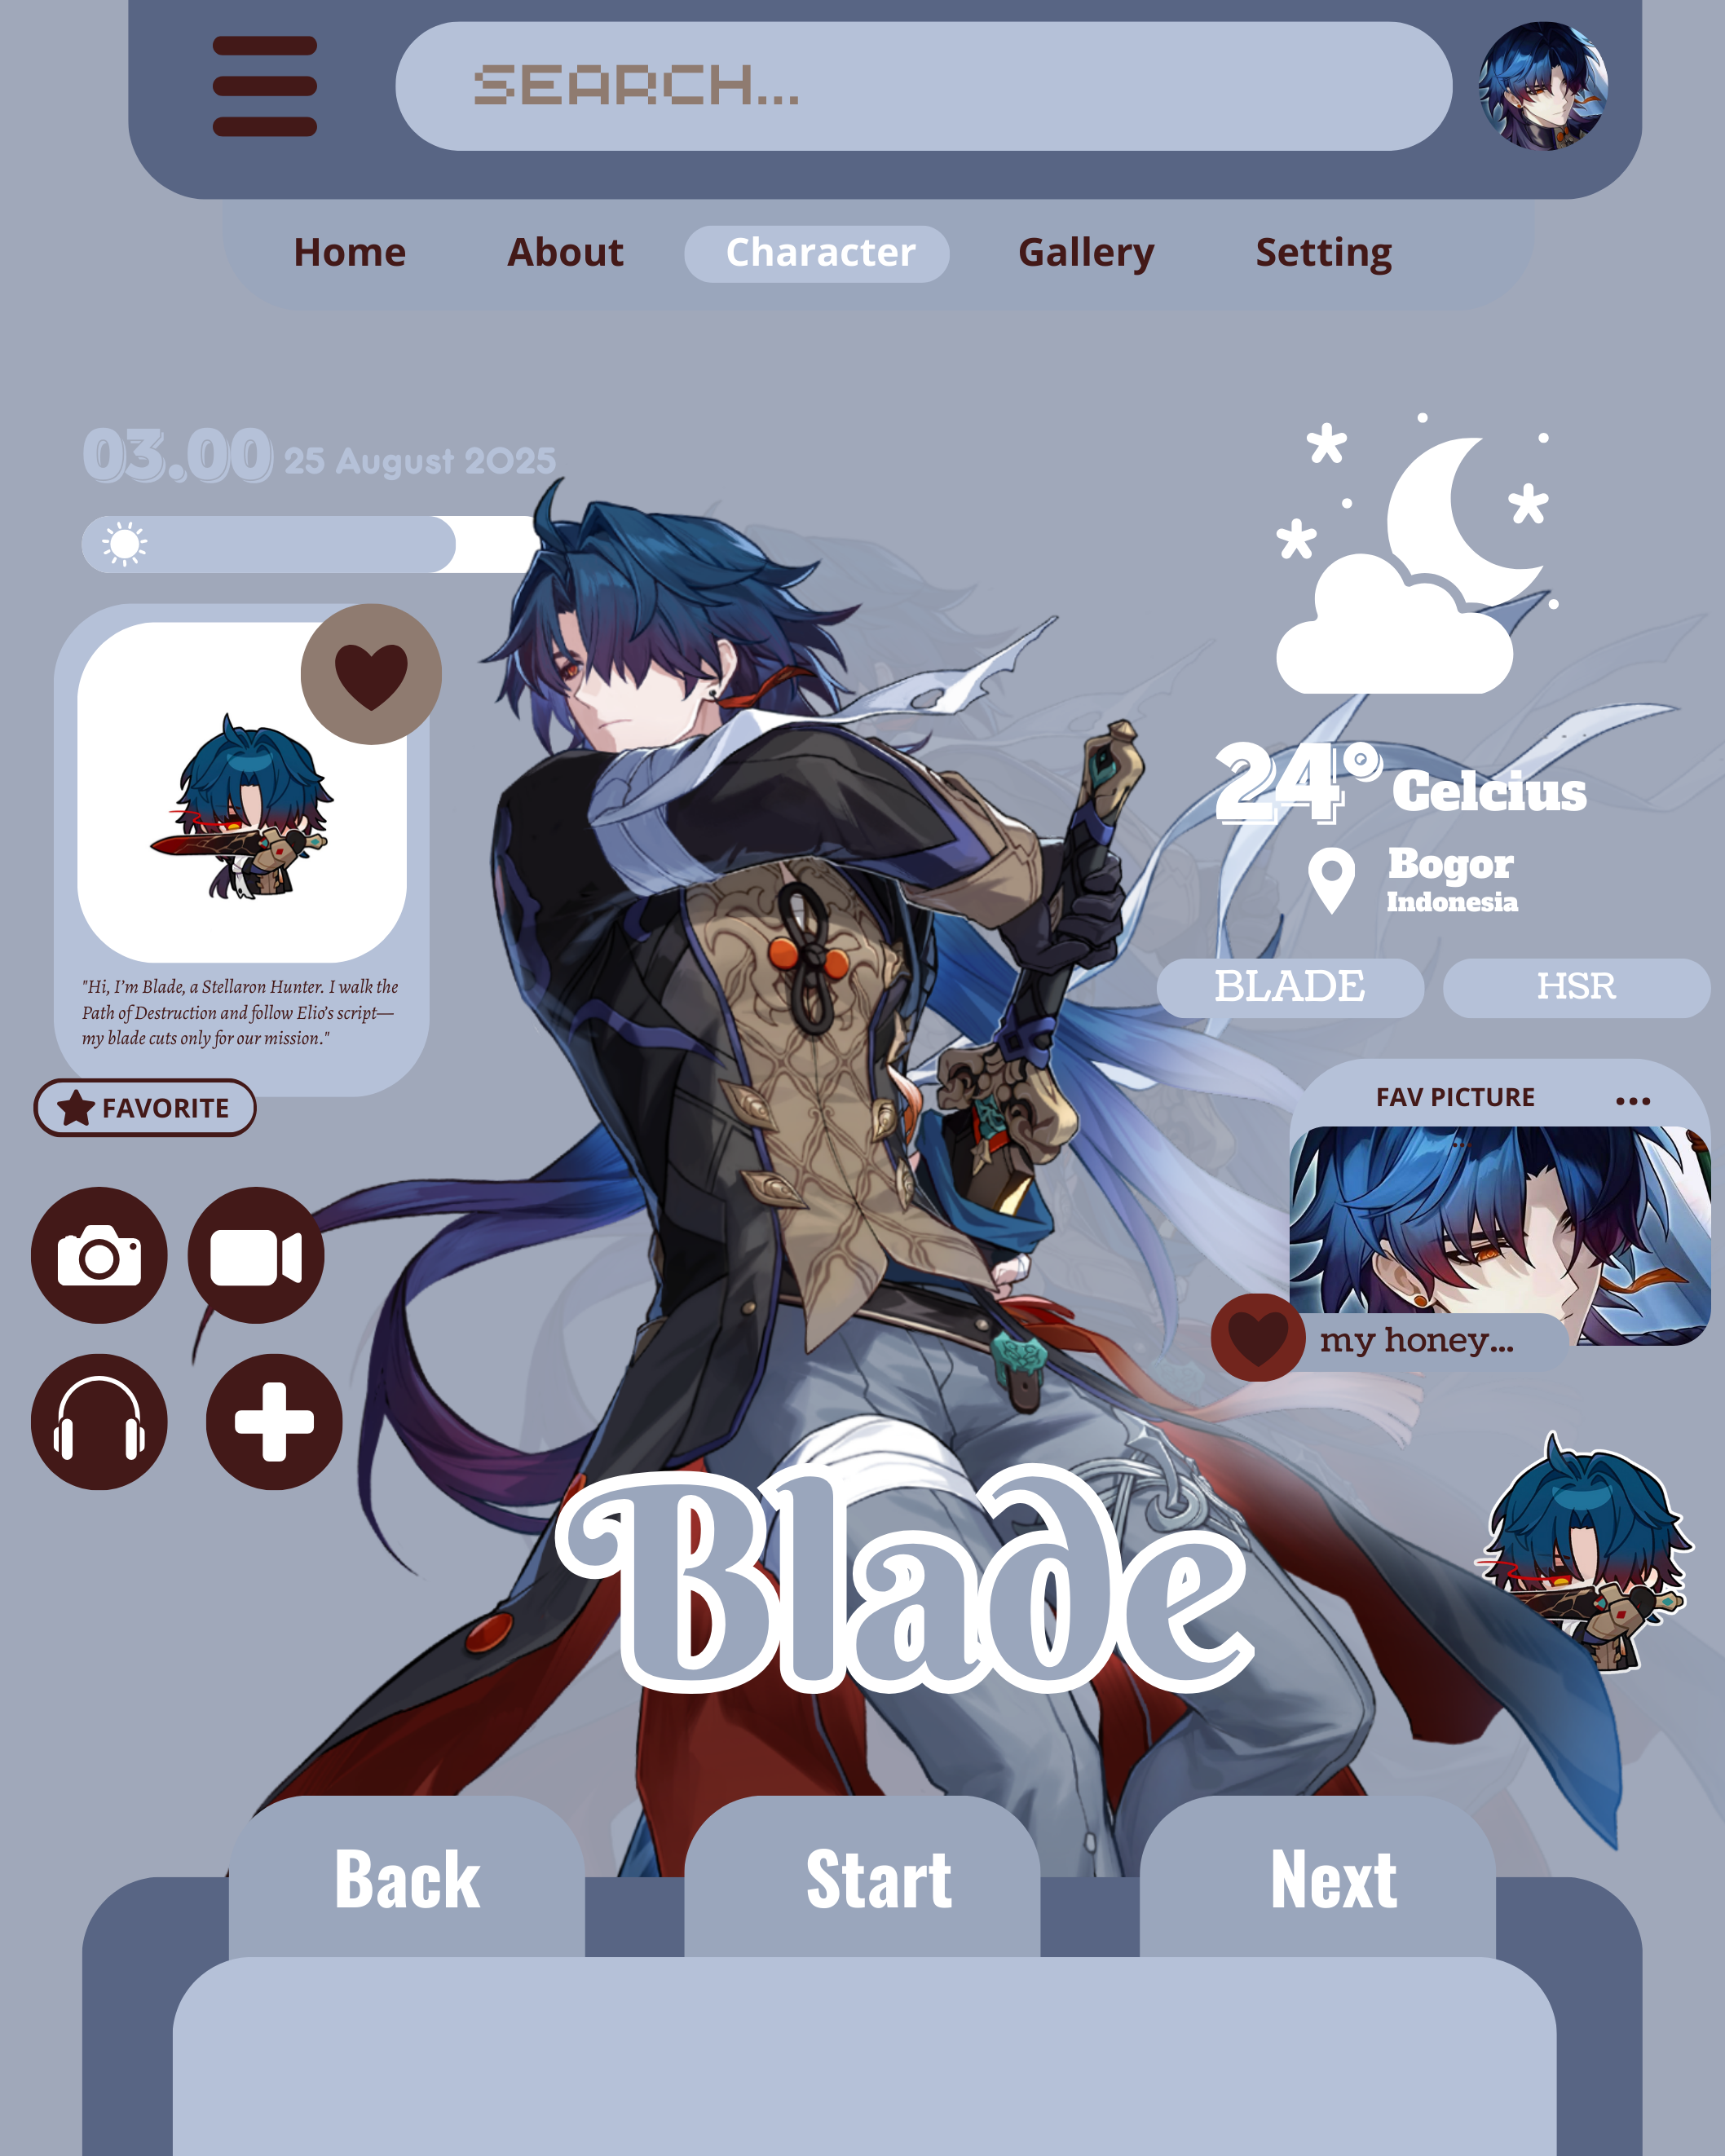 SEARCH...
Home About Character Gallery Setting
03.00 25 August 2025
24° Celcius
Bogor
Indonesia
BLADE HSR
"Hi, I'm Blade, a Stellaron Hunter. I walk the
Path of Destruction and follow Elio's script—
my blade cuts only for our mission."
FAVORITE
FAV PICTURE ...
my honey...
Blade
Back Start Next